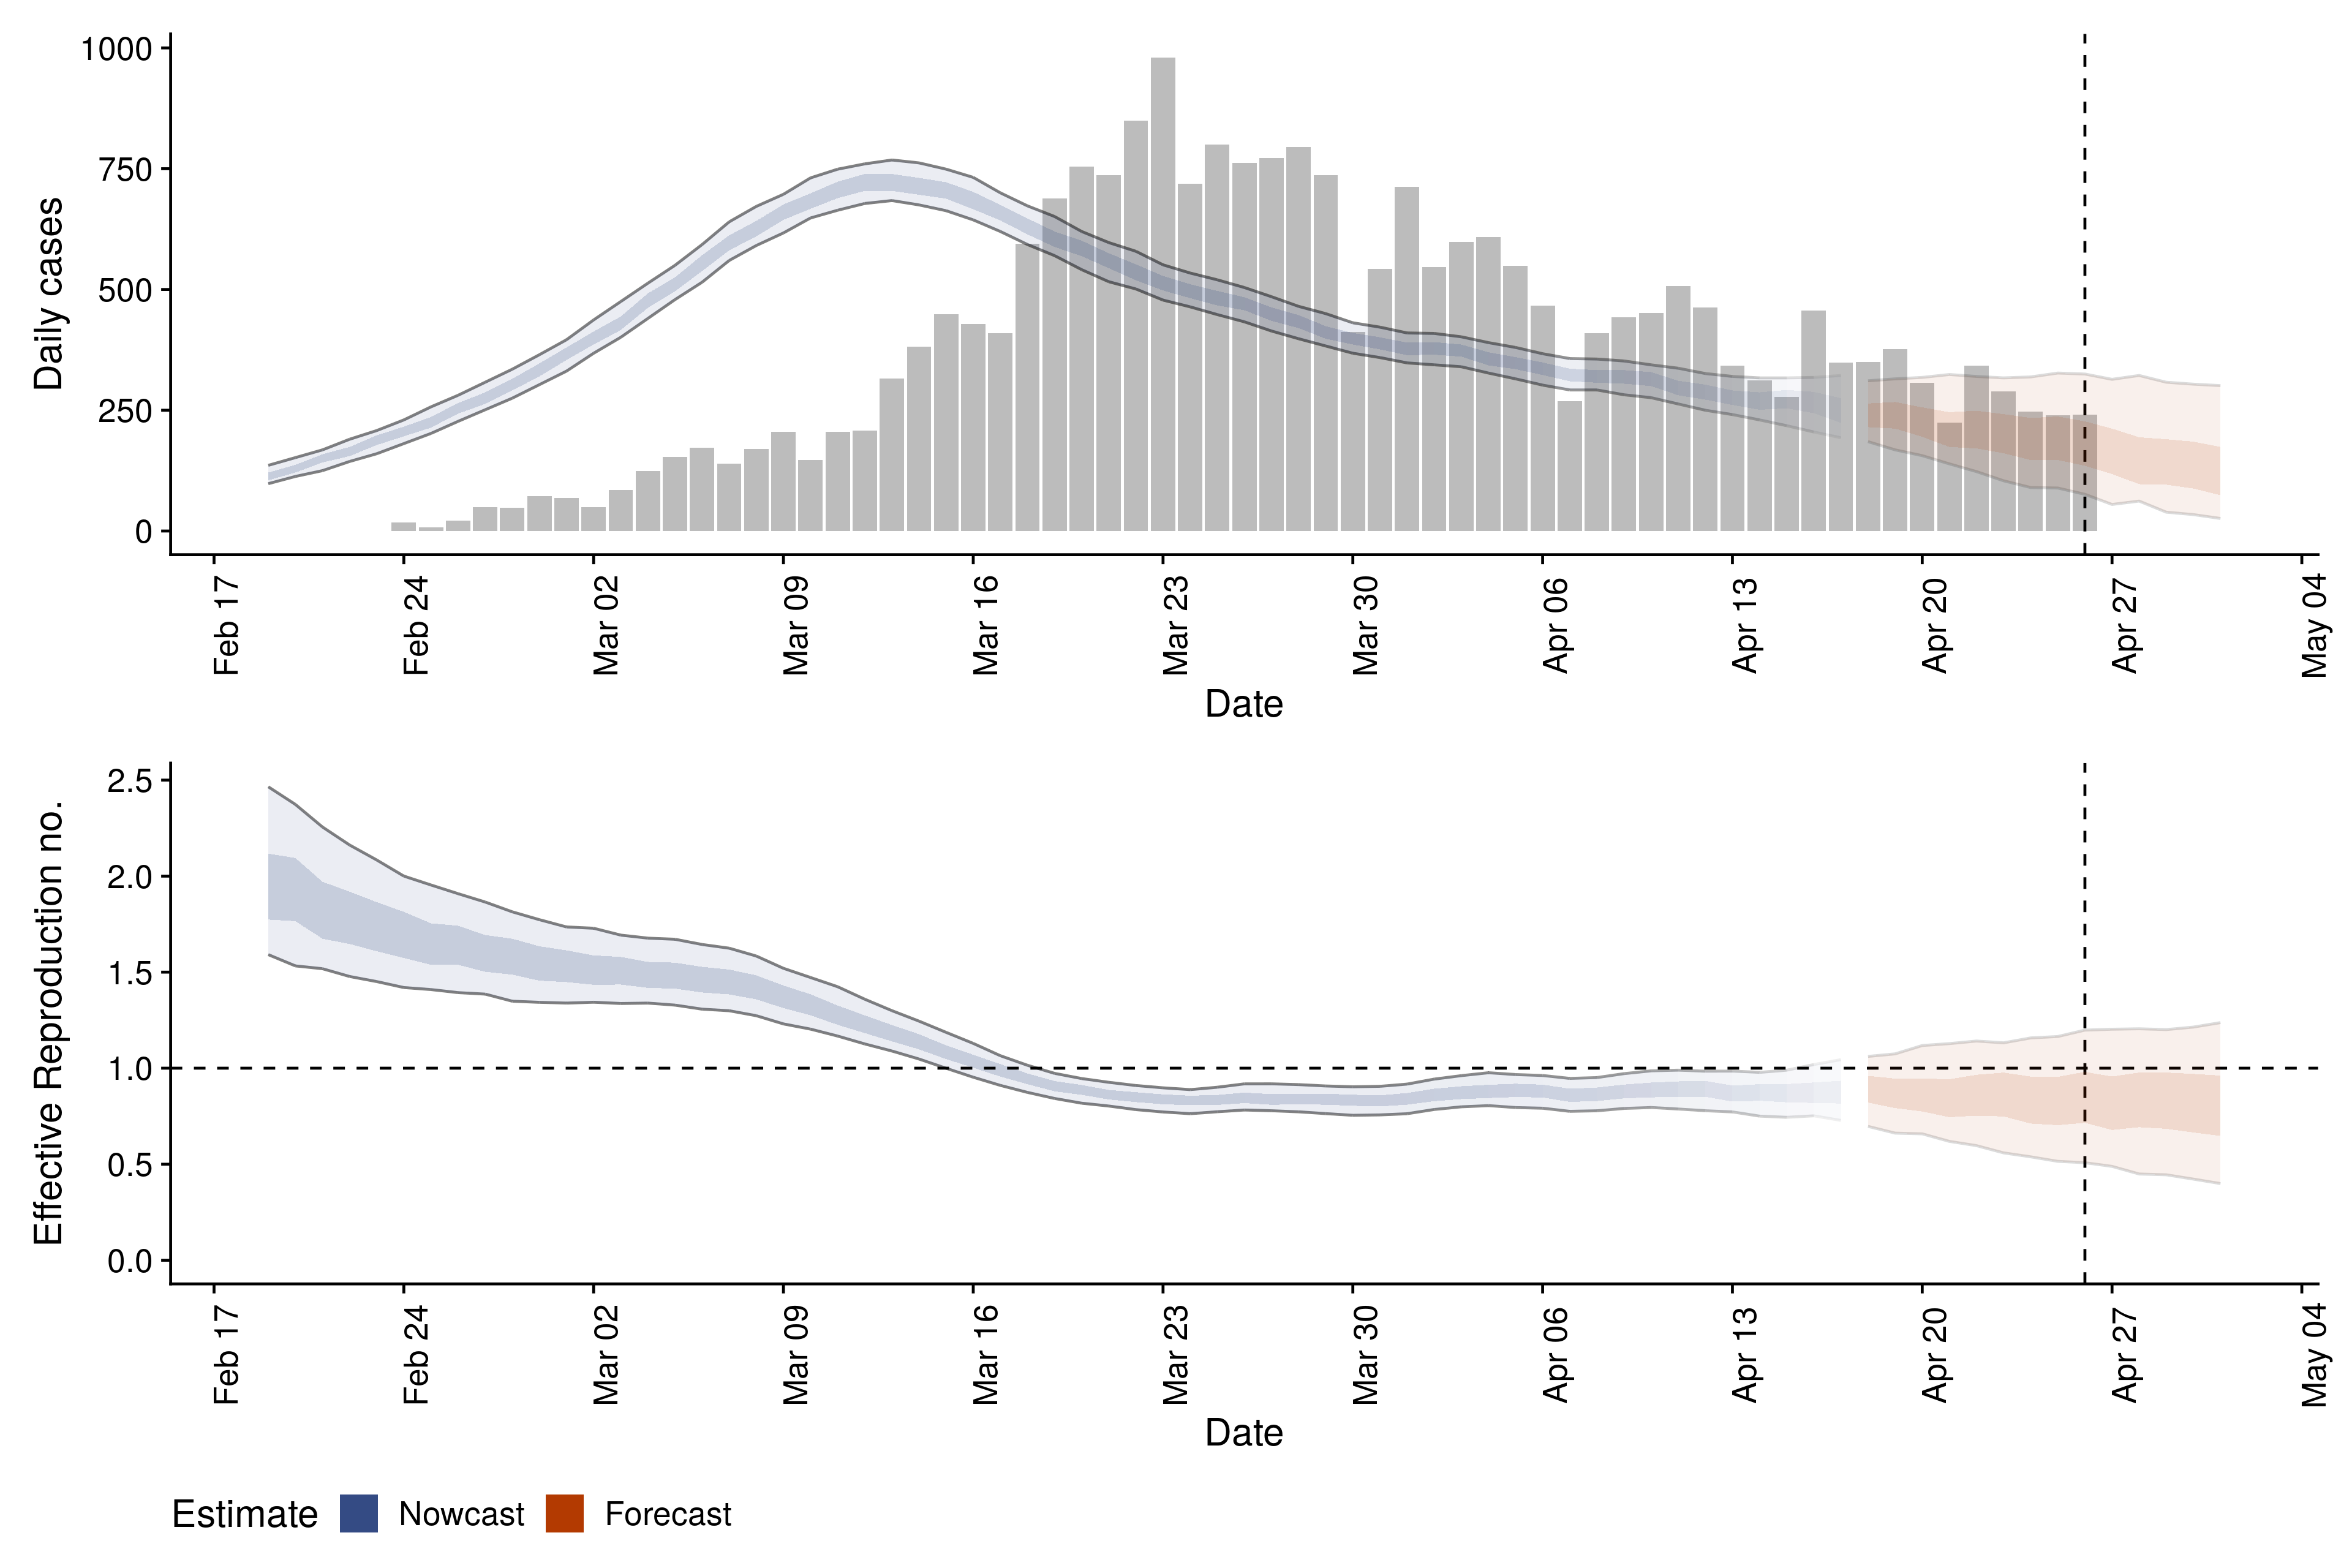 1000
750
500
250
0
Daily cases
Feb 17
Feb 24
Mar 02
Mar 09
Mar 16
Mar 23
Mar 30
Apr 06
Apr 13
Apr 20
Apr 27
May 04
Date
2.5
2.0
1.5
1.0
0.5
0.0
Effective Reproduction no.
Feb 17
Feb 24
Mar 02
Mar 09
Mar 16
Mar 23
Mar 30
Apr 06
Apr 13
Apr 20
Apr 27
May 04
Date
Estimate Nowcast Forecast